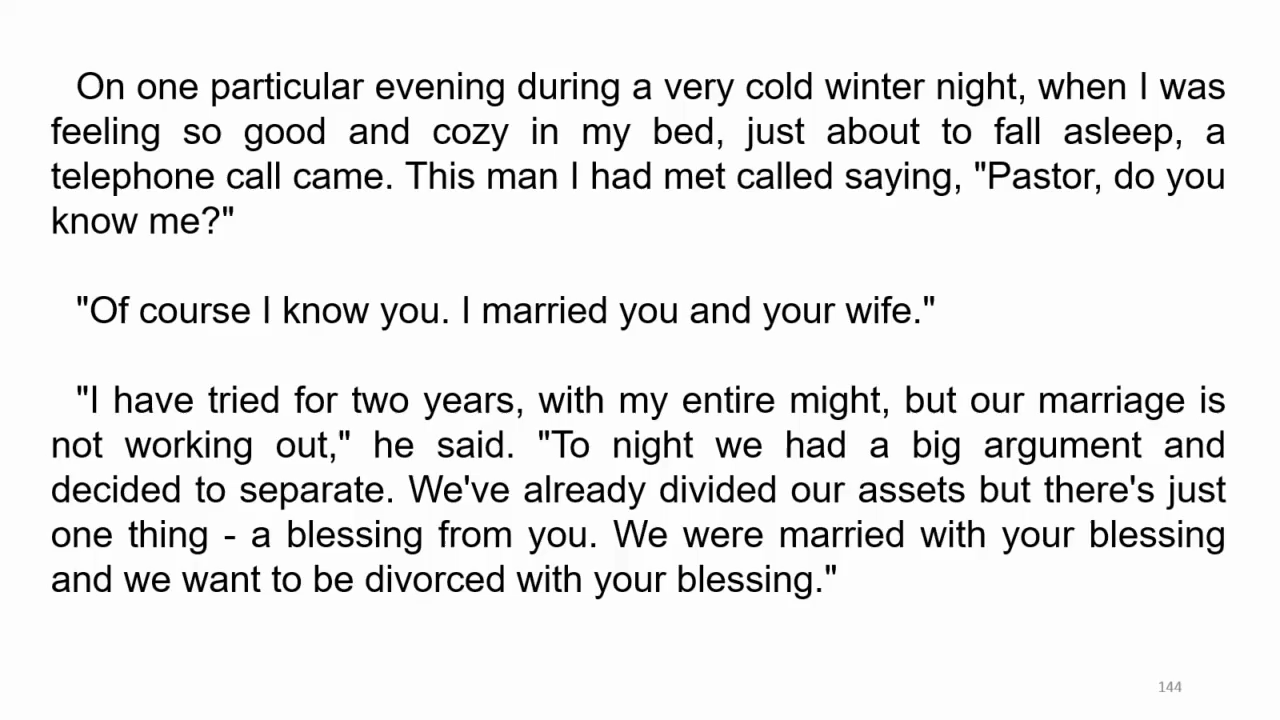 On one particular evening during a very cold winter night, when I was
feeling so good and cozy in my bed, just about to fall asleep, a
telephone call came. This man I had met called saying, "Pastor, do you
know me?"
"Of course I know you. I married you and your wife."
"I have tried for two years, with my entire might, but our marriage is
not working out," he said. "To night we had a big argument and
decided to separate. We've already divided our assets but there's just
one thing - a blessing from you. We were married with your blessing
and we want to be divorced with your blessing."
144